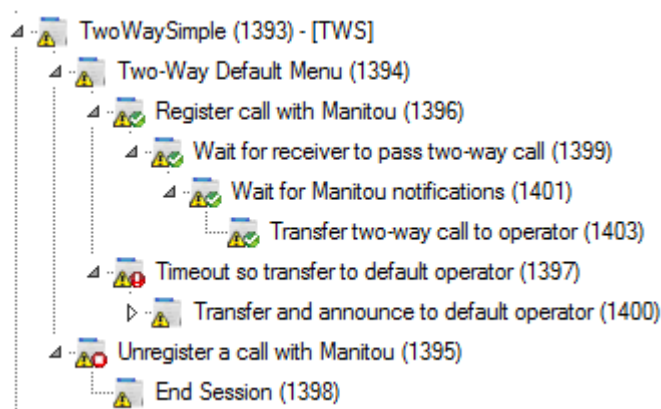 TwoWaySimple (1393) - [TWS]
Two-Way Default Menu (1394)
Register call with Manitou (1396)
Wait for receiver to pass two-way call (1399)
Wait for Manitou notifications (1401)
Transfer two-way call to operator (1403)
Timeout so transfer to default operator (1397)
Transfer and announce to default operator (1400)
Unregister a call with Manitou (1395)
End Session (1398)